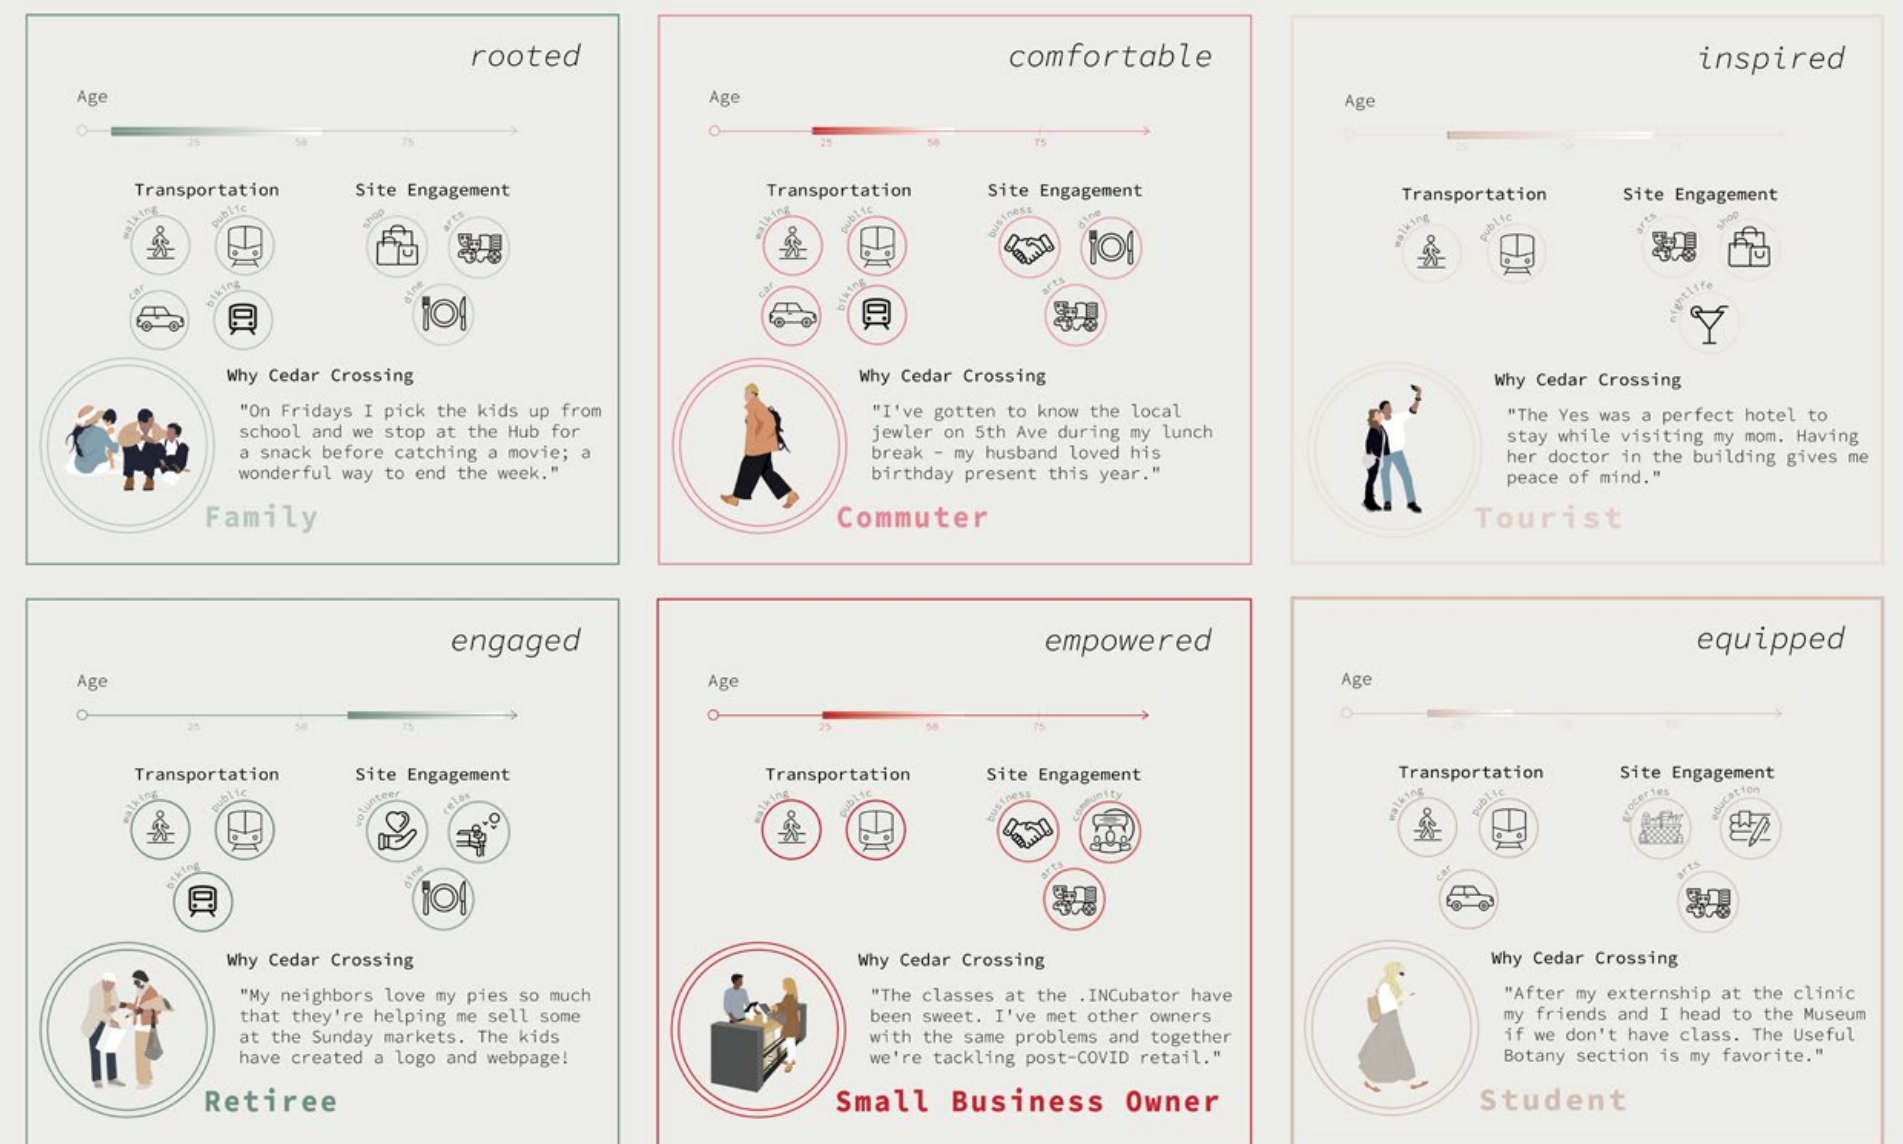 rooted
Age
25 50 75
Transportation
Site Engagement
walking
public
shop
arts
car
biking
dine
Why Cedar Crossing
"On Fridays I pick the kids up from
school and we stop at the Hub for
a snack before catching a movie; a
wonderful way to end the week."
Family
comfortable
Age
25 50 75
Transportation
Site Engagement
walking
public
business
dine
car
biking
arts
Why Cedar Crossing
"I've gotten to know the local
jewler on 5th Ave during my lunch
break – my husband loved his
birthday present this year."
Commuter
inspired
Age
Transportation
Site Engagement
walking
public
arts
shop
nightlife
Why Cedar Crossing
"The Yes was a perfect hotel to
stay while visiting my mom. Having
her doctor in the building gives me
peace of mind."
Tourist
engaged
Age
25 50 75
Transportation
Site Engagement
walking
public
volunteer
relax
biking
dine
Why Cedar Crossing
"My neighbors love my pies so much
that they're helping me sell some
at the Sunday markets. The kids
have created a logo and webpage!
Retiree
empowered
Age
25 50 75
Transportation
Site Engagement
walking
public
business
community
arts
Why Cedar Crossing
"The classes at the .INCubator have
been sweet. I've met other owners
with the same problems and together
we're tackling post-COVID retail."
Small Business Owner
equipped
Age
Transportation
Site Engagement
walking
public
groceries
education
car
arts
Why Cedar Crossing
"After my externship at the clinic
my friends and I head to the Museum
if we don't have class. The Useful
Botany section is my favorite."
Student